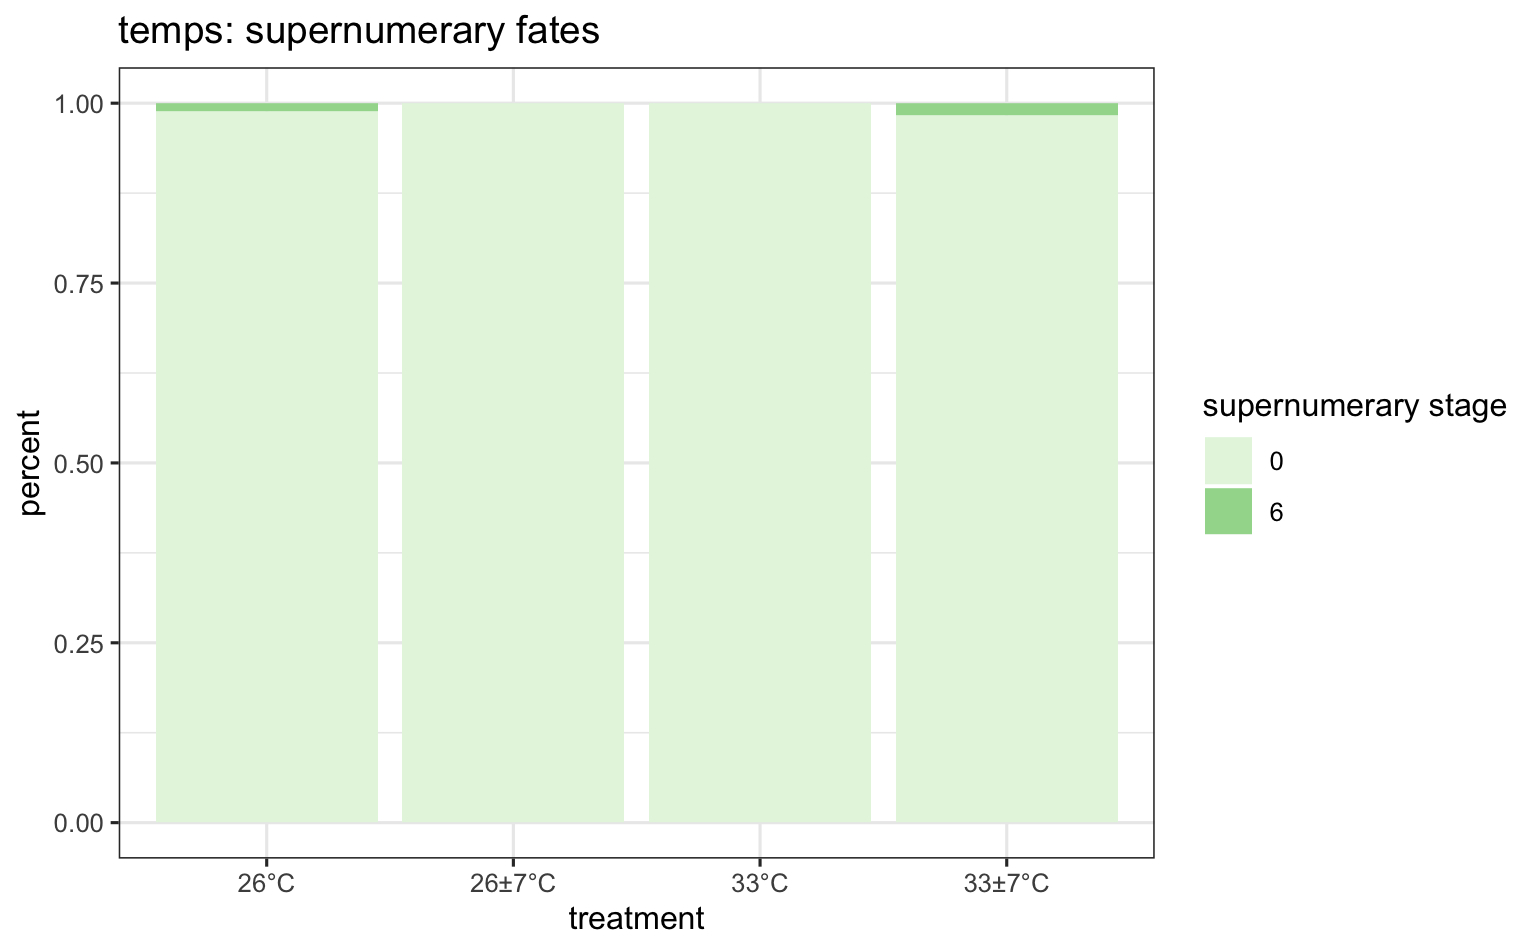 temps: supernumerary fates
1.00
0.75
0.50
0.25
0.00
percent
26°C
26±7°C
33°C
33±7°C
treatment
supernumerary stage
0
6